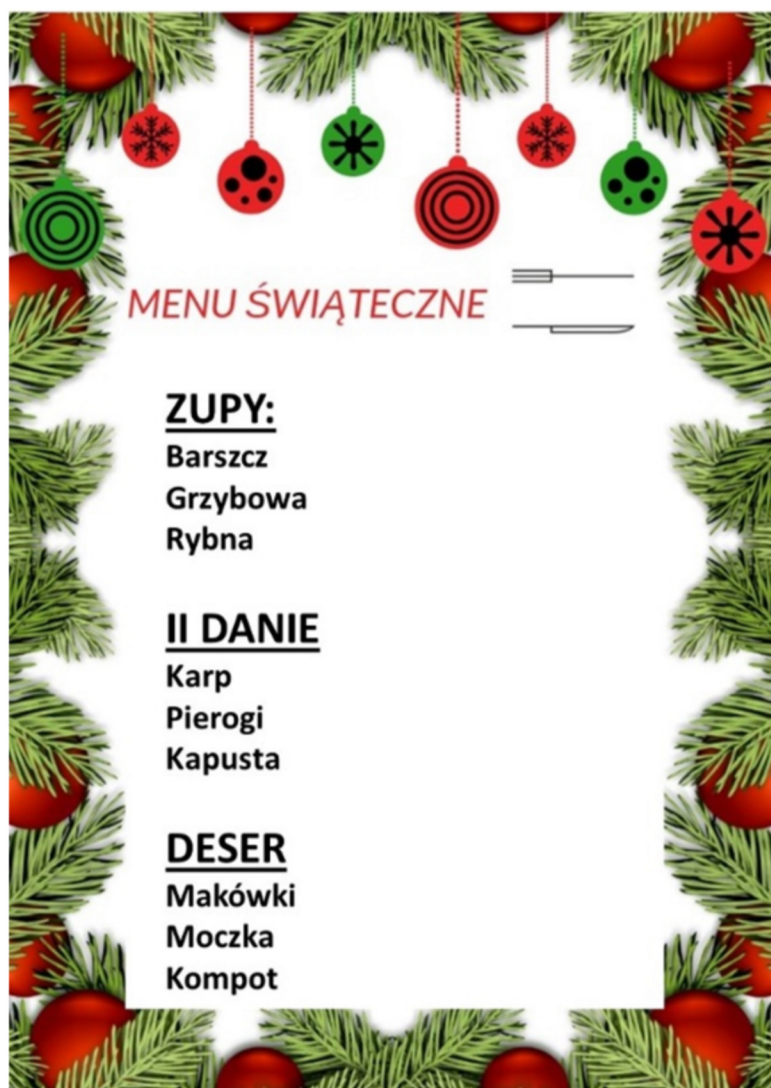 MENU ŚWIĄTECZNE
ZUPY:
Barszcz
Grzybowa
Rybna
II DANIE
Karp
Pierogi
Kapusta
DESER
Makówki
Moczka
Kompot